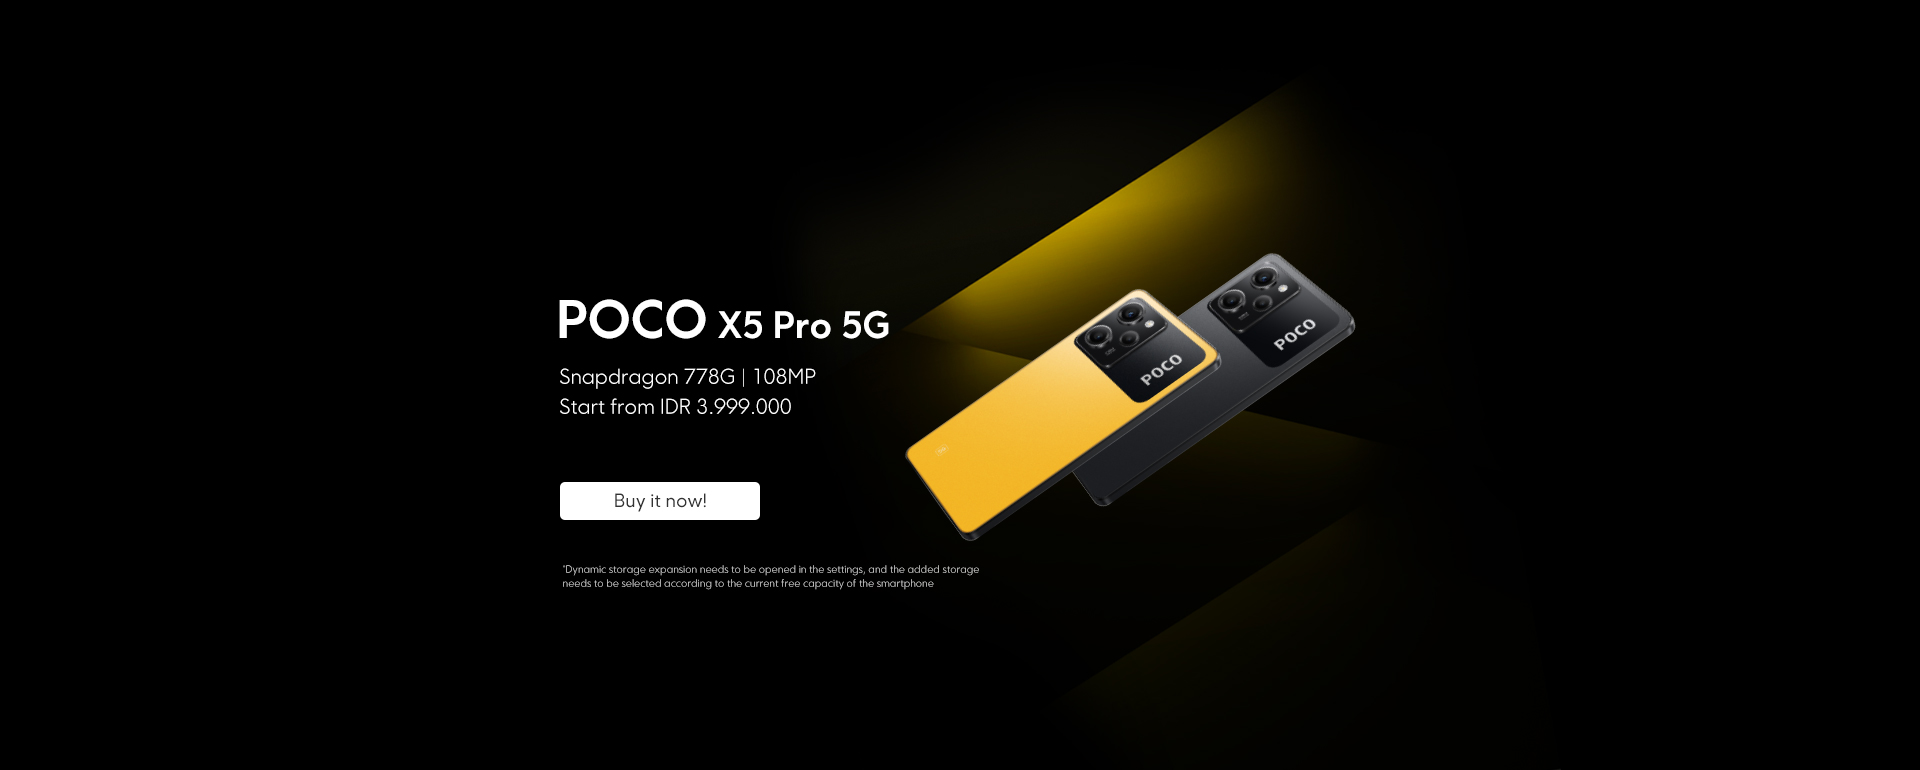 POCO X5 Pro 5G
Snapdragon 778G | 108MP
Start from IDR 3.999.000
Buy it now!
*Dynamic storage expansion needs to be opened in the settings, and the added storage
needs to be selected according to the current free capacity of the smartphone
POCO
POCO